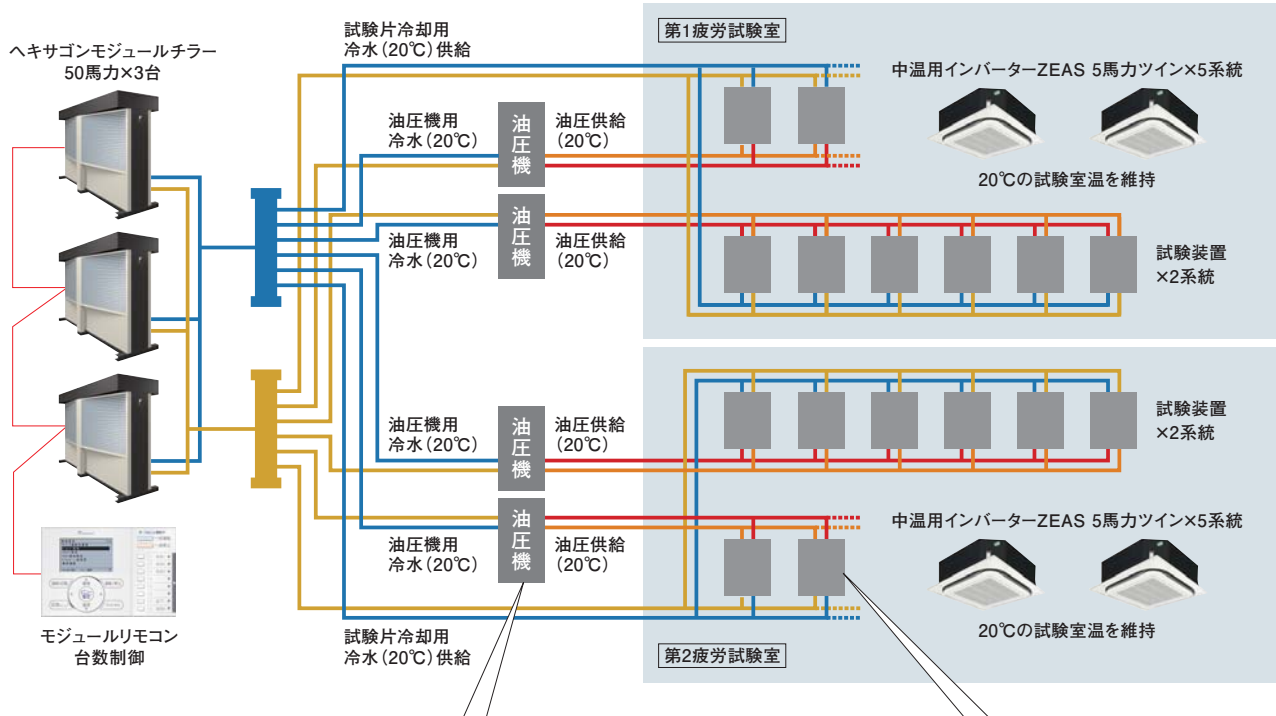 ヘキサゴンモジュールチラー
50馬力×3台
モジュールリモコン
台数制御
試験片冷却用
冷水（20℃）供給
油圧機用
冷水（20℃）
油圧機
油圧供給
（20℃）
油圧機用
冷水（20℃）
油圧機
油圧供給
（20℃）
油圧機用
冷水（20℃）
油圧機
油圧供給
（20℃）
油圧機用
冷水（20℃）
油圧機
油圧供給
（20℃）
試験片冷却用
冷水（20℃）供給
第1疲労試験室
中温用インバーターZEAS 5馬力ツイン×5系統
20℃の試験室温を維持
試験装置
×2系統
試験装置
×2系統
中温用インバーターZEAS 5馬力ツイン×5系統
20℃の試験室温を維持
第2疲労試験室